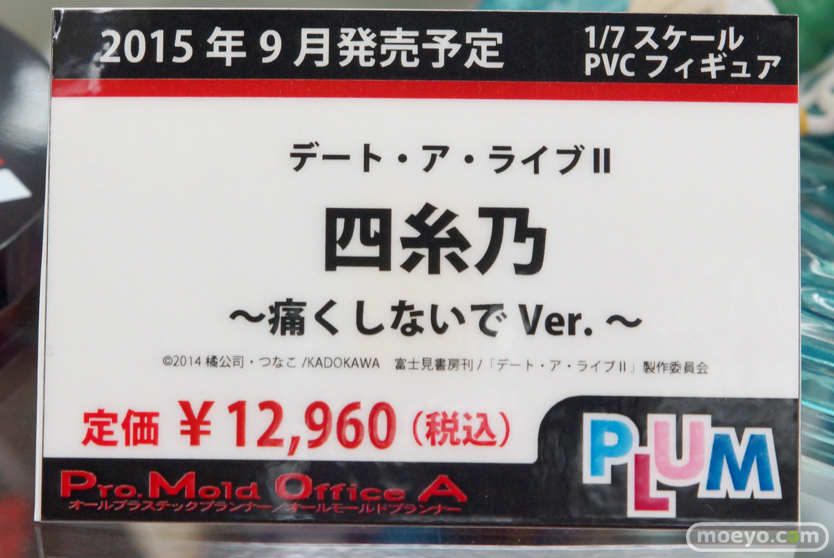 2015年9月発売予定
1/7 スケール
PVC フィギュア
デート・ア・ライブII
四糸乃
～痛くしないで Ver. ～
©2014 橘公司・つなこ /KADOKAWA 富士見書房刊 /「デート・ア・ライブII」製作委員会
定価 ¥12,960(税込)
PLUM
Pro.Mold Office A
オールプラステックプランナー／オールモールドプランナー
moeyo.com